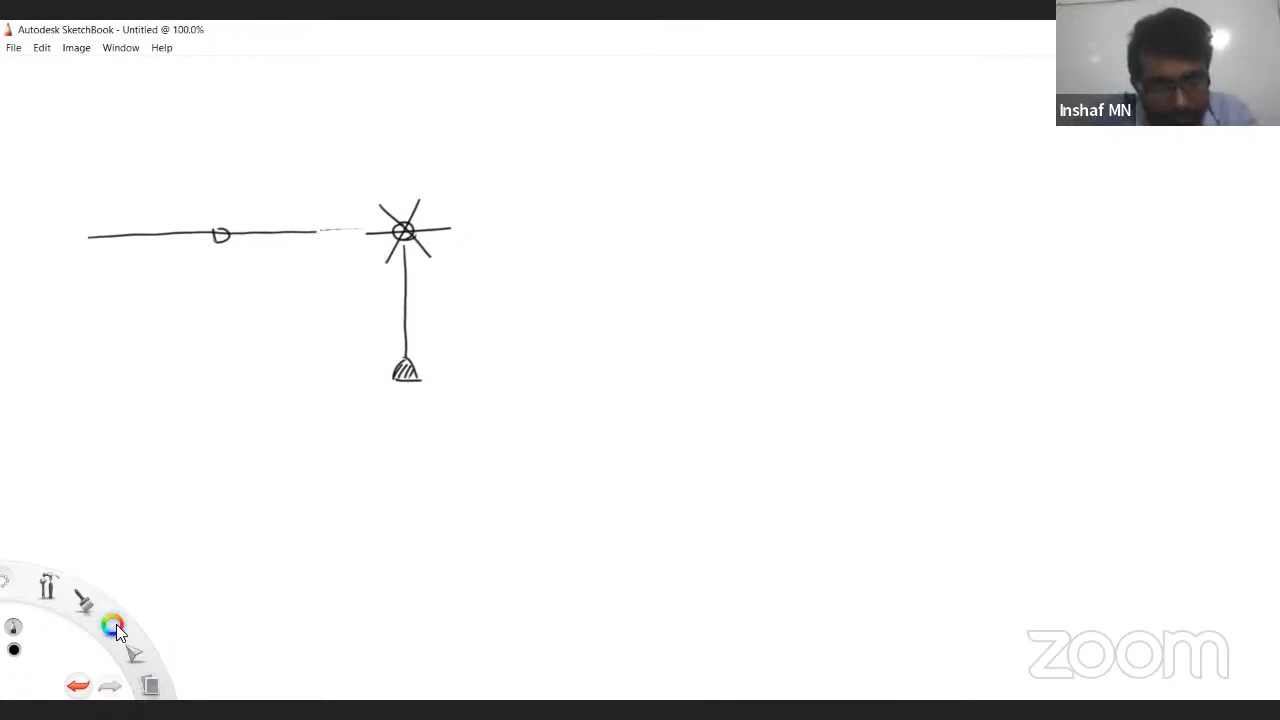 Autodesk SketchBook - Untitled @ 100.0%
File Edit Image Window Help
Inshaf MN
zoom